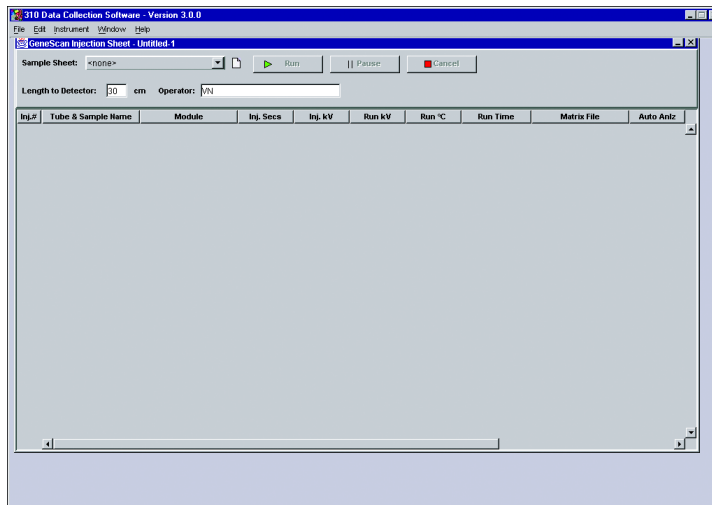 310 Data Collection Software - Version 3.0.0
File Edit Instrument Window Help
GeneScan Injection Sheet - Untitled-1
Sample Sheet: <none> Run Pause Cancel
Length to Detector: 30 cm Operator: VN
Inj.# Tube & Sample Name Module Inj. Secs Inj. kV Run kV Run °C Run Time Matrix File Auto Anlz